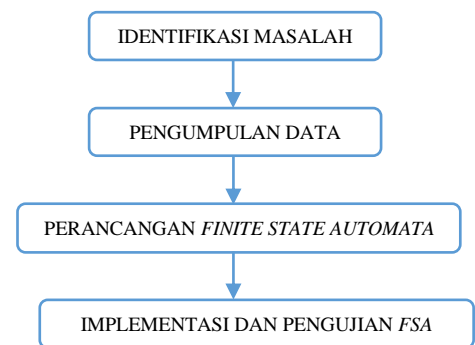 IDENTIFIKASI MASALAH
PENGUMPULAN DATA
PERANCANGAN FINITE STATE AUTOMATA
IMPLEMENTASI DAN PENGUJIAN FSA